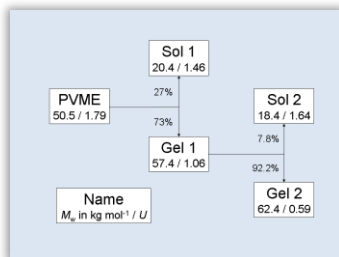 Sol 1
20.4 / 1.46
PVME
50.5 / 1.79
27%
73%
Sol 2
18.4 / 1.64
Gel 1
57.4 / 1.06
7.8%
92.2%
Gel 2
62.4 / 0.59
Name
Mw in kg mol⁻¹ / U